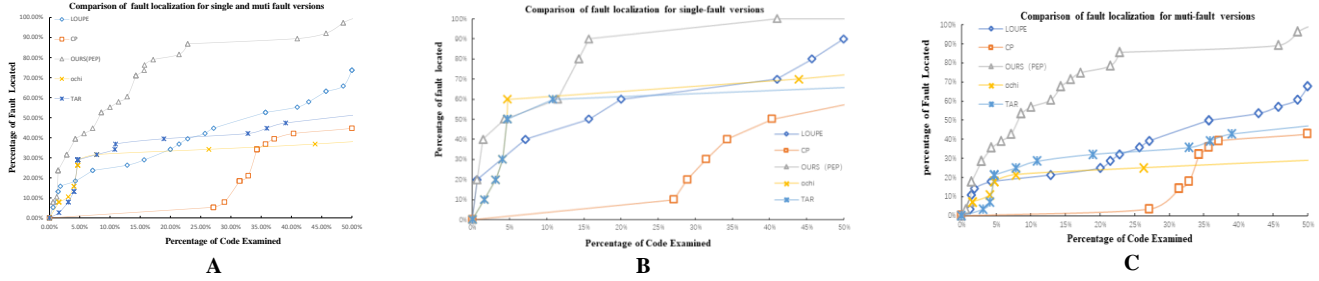 Comparison of fault localization for single and muti fault versions
Percentage of Fault Located
100.00%
90.00%
80.00%
70.00%
60.00%
50.00%
40.00%
30.00%
20.00%
10.00%
0.00%
LOUPE
CP
OURS(PEP)
ochi
TAR
0.00% 5.00% 10.00% 15.00% 20.00% 25.00% 30.00% 35.00% 40.00% 45.00% 50.00%
Percentage of Code Examined
A
Comparison of fault localization for single-fault versions
Percentage of fault located
100%
90%
80%
70%
60%
50%
40%
30%
20%
10%
0%
LOUPE
CP
OURS (PEP)
ochi
TAR
0% 5% 10% 15% 20% 25% 30% 35% 40% 45% 50%
Percentage of Code Examined
B
Comparison of fault localization for muti-fault versions
percentage of Fault Located
100%
90%
80%
70%
60%
50%
40%
30%
20%
10%
0%
LOUPE
CP
OURS (PEP)
ochi
TAR
0% 5% 10% 15% 20% 25% 30% 35% 40% 45% 50%
Percentage of Code Examined
C